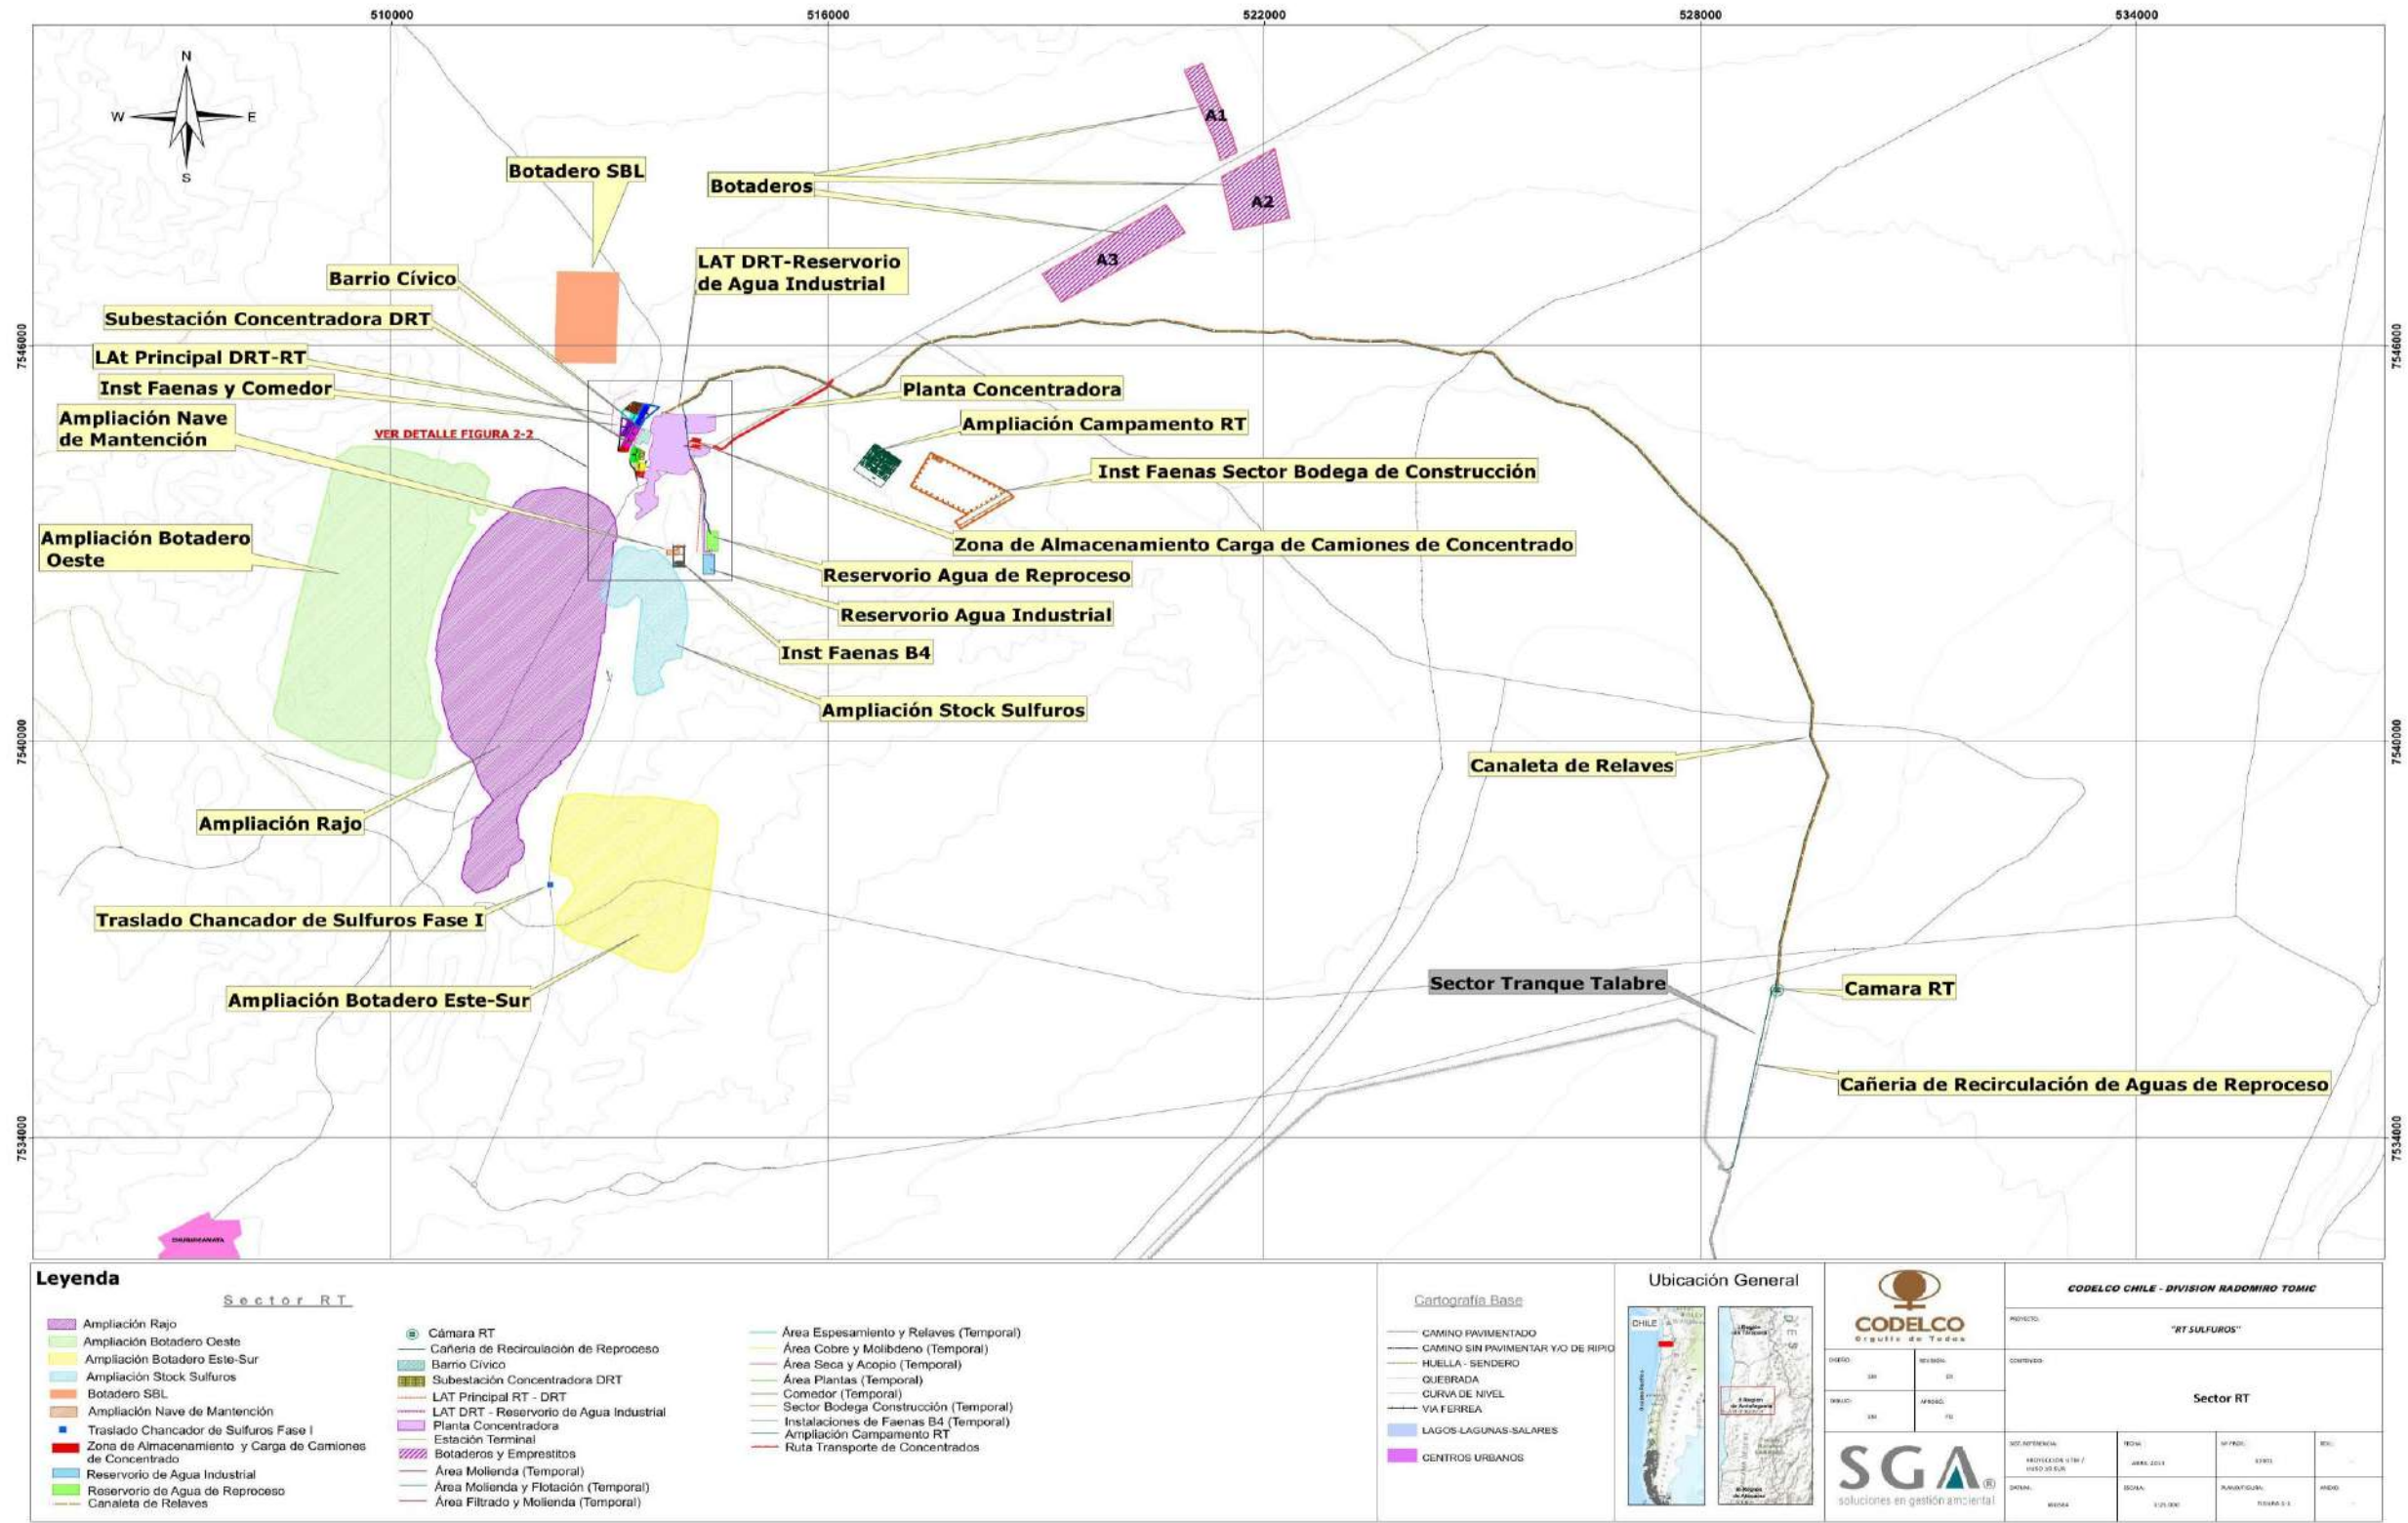 510000
516000
522000
528000
534000
N
W
E
S
A1
Botadero SBL
Botaderos
A2
A3
LAT DRT-Reservorio
de Agua Industrial
Barrio Cívico
Subestación Concentradora DRT
7546000
7546000
LAt Principal DRT-RT
Inst Faenas y Comedor
Planta Concentradora
Ampliación Nave
de Mantención
VER DETALLE FIGURA 2-2
Ampliación Campamento RT
Inst Faenas Sector Bodega de Construcción
Ampliación Botadero
Oeste
Zona de Almacenamiento Carga de Camiones de Concentrado
Reservorio Agua de Reproceso
Reservorio Agua Industrial
Inst Faenas B4
Ampliación Stock Sulfuros
7540000
7540000
Canaleta de Relaves
Ampliación Rajo
Traslado Chancador de Sulfuros Fase I
Ampliación Botadero Este-Sur
Sector Tranque Talabre
Camara RT
Cañeria de Recirculación de Aguas de Reproceso
7534000
7534000
CHUQUICAMATA
Leyenda
Sector RT
Ampliación Rajo
Ampliación Botadero Oeste
Ampliación Botadero Este-Sur
Ampliación Stock Sulfuros
Botadero SBL
Ampliación Nave de Mantención
Traslado Chancador de Sulfuros Fase I
Zona de Almacenamiento y Carga de Camiones
de Concentrado
Reservorio de Agua Industrial
Reservorio de Agua de Reproceso
Canaleta de Relaves
Cámara RT
Cañeria de Recirculación de Reproceso
Barrio Cívico
Subestación Concentradora DRT
LAT Principal RT - DRT
LAT DRT - Reservorio de Agua Industrial
Planta Concentradora
Estación Terminal
Botaderos y Emprestitos
Área Molienda (Temporal)
Área Molienda y Flotación (Temporal)
Área Filtrado y Molienda (Temporal)
Área Espesamiento y Relaves (Temporal)
Área Cobre y Molibdeno (Temporal)
Área Seca y Acopio (Temporal)
Área Plantas (Temporal)
Comedor (Temporal)
Sector Bodega Construcción (Temporal)
Instalaciones de Faenas B4 (Temporal)
Ampliación Campamento RT
Ruta Transporte de Concentrados
Cartografía Base
CAMINO PAVIMENTADO
CAMINO SIN PAVIMENTAR Y/O DE RIPIO
HUELLA - SENDERO
QUEBRADA
CURVA DE NIVEL
VIA FERREA
LAGOS-LAGUNAS-SALARES
CENTROS URBANOS
Ubicación General
CHILE
CODELCO
Orgullo de Todos
SGA®
soluciones en gestión ambiental
CODELCO CHILE - DIVISION RADOMIRO TOMIC
PROYECTO:
"RT SULFUROS"
CONTENIDO:
Sector RT